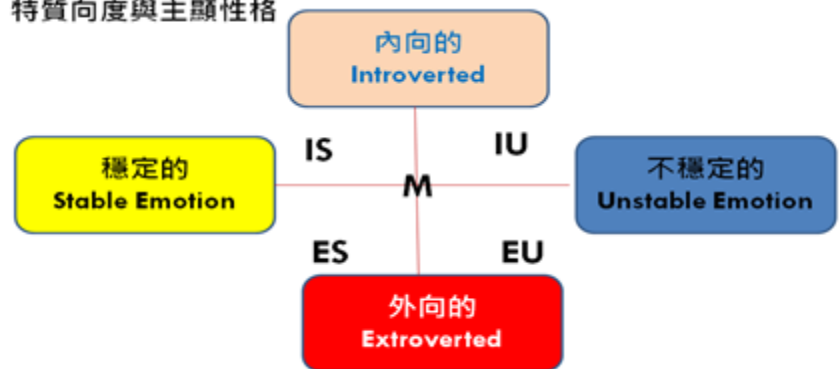 特質向度與主顯性格
內向的
Introverted
IS
IU
穩定的
Stable Emotion
M
不穩定的
Unstable Emotion
ES
EU
外向的
Extroverted